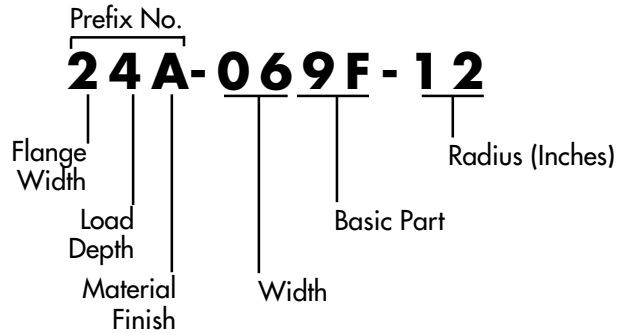 Prefix No.
24A-069F-12
Flange
Width
Radius (Inches)
Load
Depth
Basic Part
Material
Finish
Width